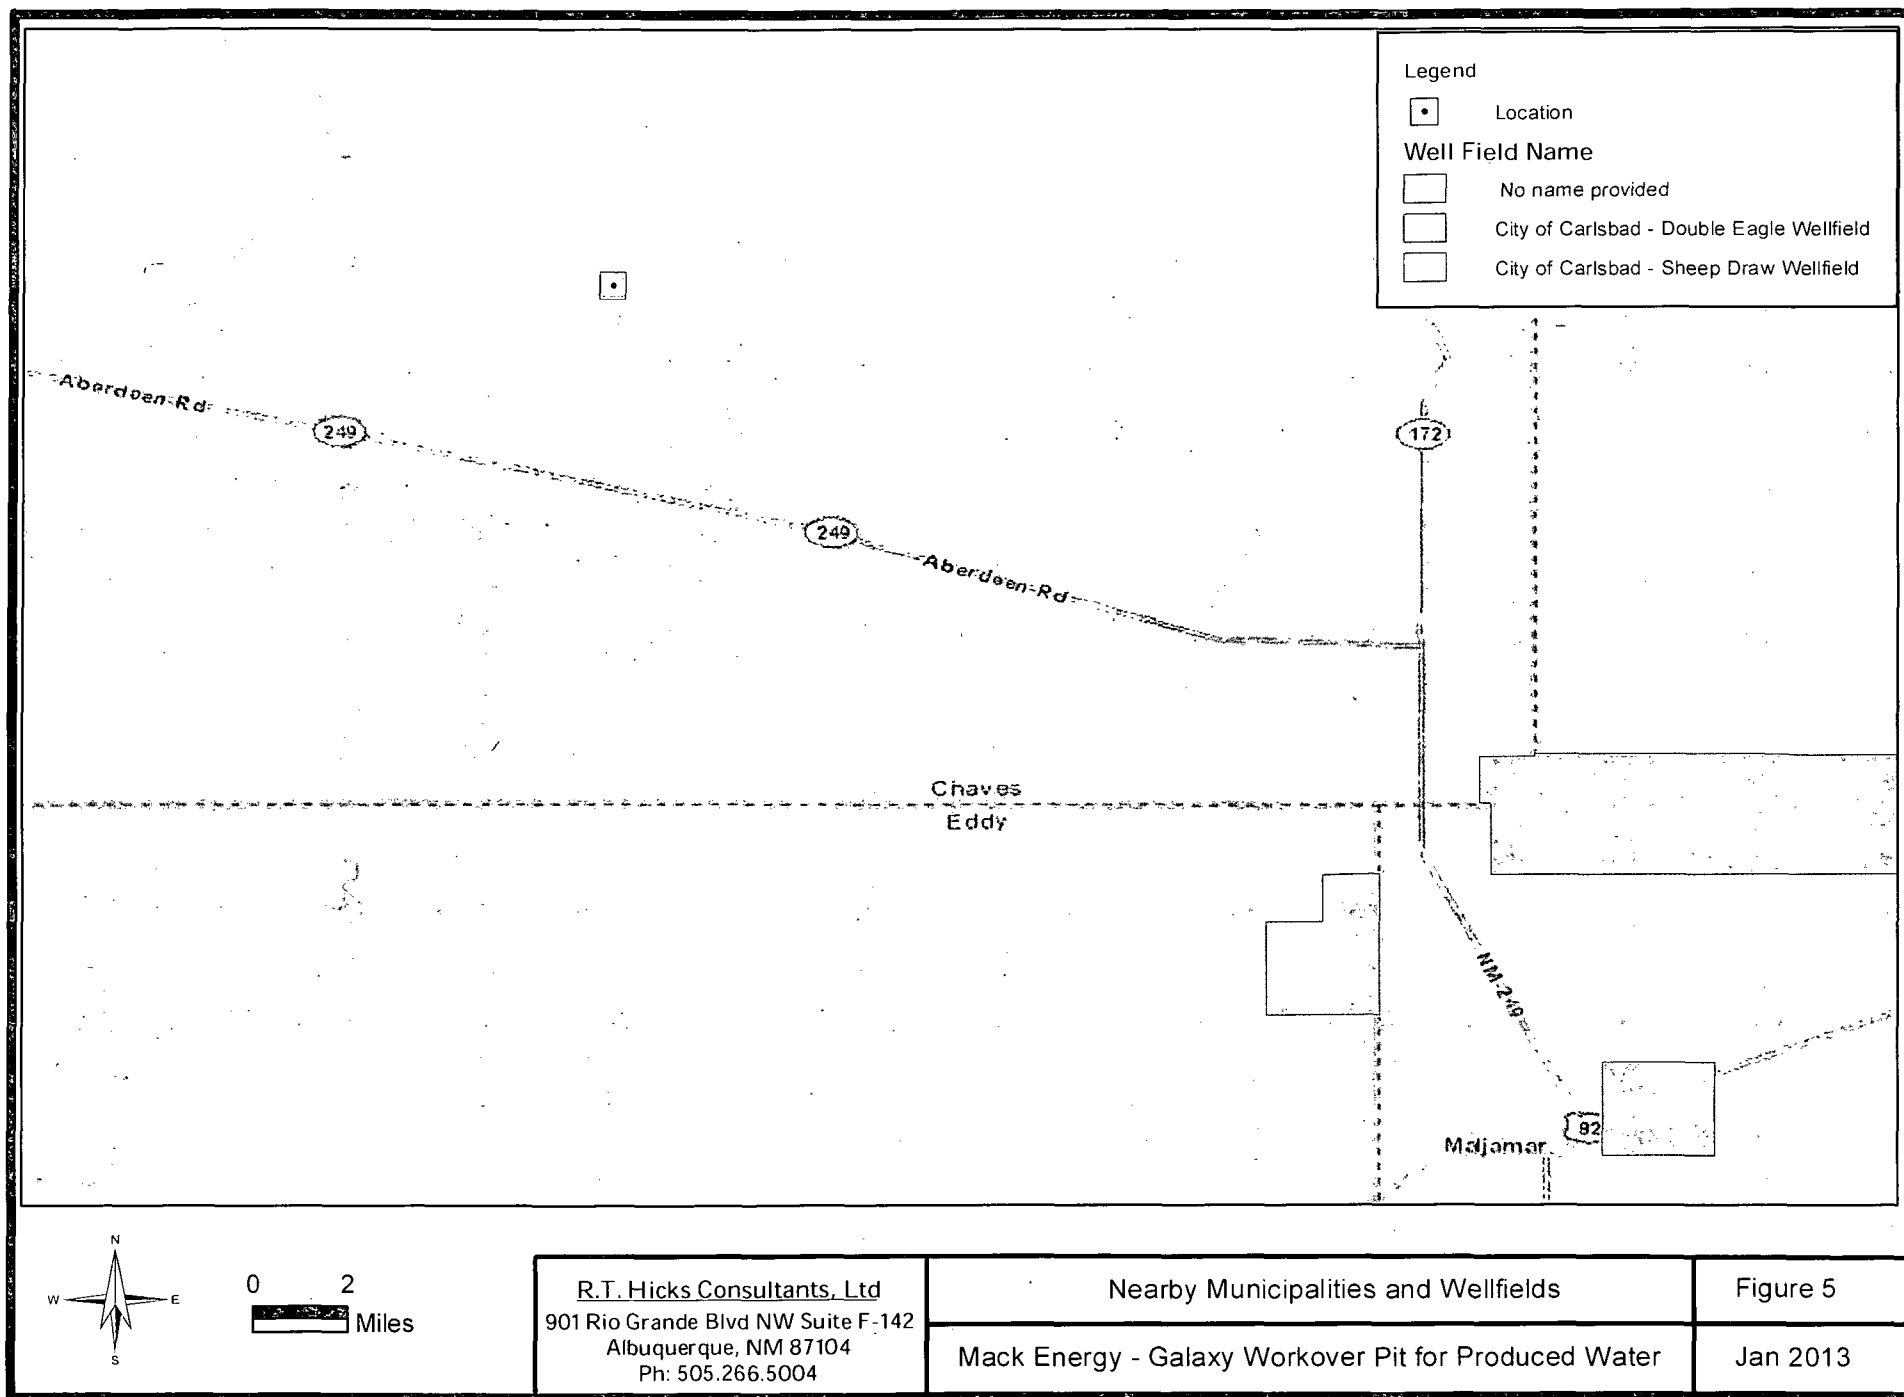 Legend
Location
Well Field Name
No name provided
City of Carlsbad - Double Eagle Wellfield
City of Carlsbad - Sheep Draw Wellfield
Aberdeen Rd
249
172
249
Aberdeen Rd
Chaves
Eddy
NM-249
82
Maljamar
N
W E
S
0 2
Miles
R.T. Hicks Consultants, Ltd
901 Rio Grande Blvd NW Suite F-142
Albuquerque, NM 87104
Ph: 505.266.5004
Nearby Municipalities and Wellfields
Mack Energy - Galaxy Workover Pit for Produced Water
Figure 5
Jan 2013